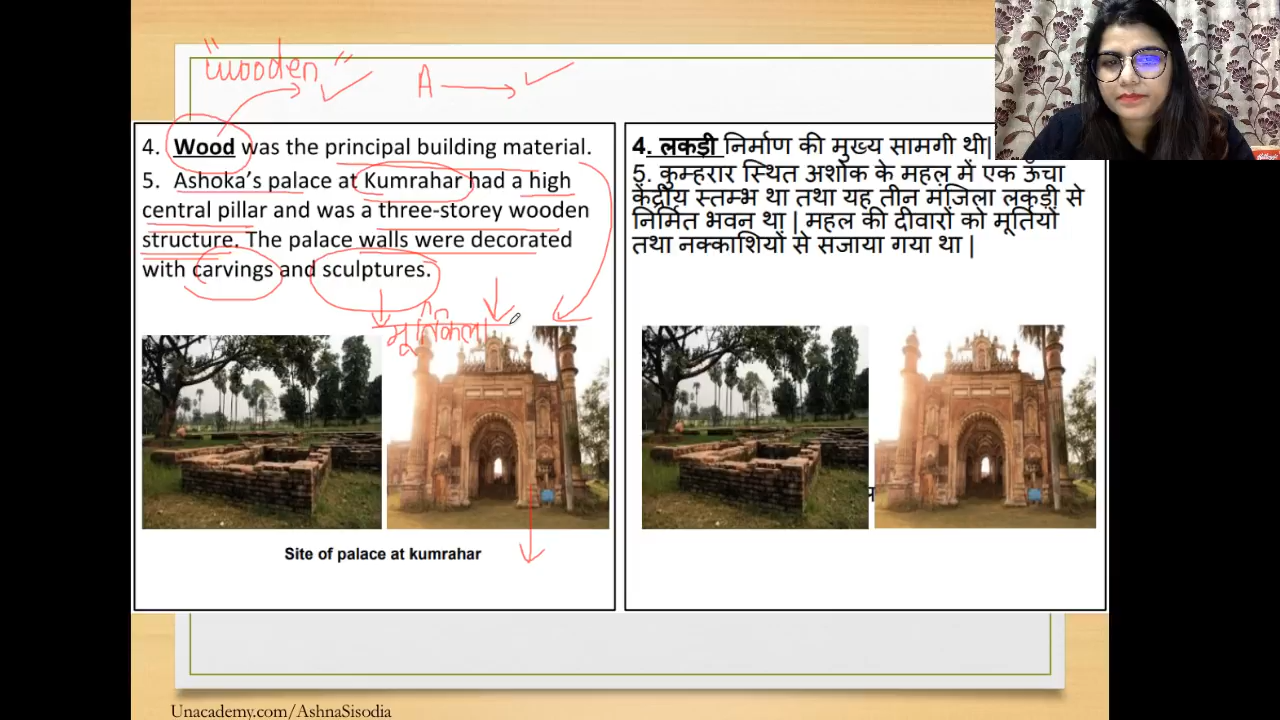 "wooden"
A
4. Wood was the principal building material.
5. Ashoka's palace at Kumrahar had a high
central pillar and was a three-storey wooden
structure. The palace walls were decorated
with carvings and sculptures.
मूर्तिकला
Site of palace at kumrahar
4. लकड़ी निर्माण की मुख्य सामगी थी|
5. कुम्हरार स्थित अशोक के महल में एक ऊंचा
केंद्रीय स्तम्भ था तथा यह तीन मंजिला लकड़ी से
निर्मित भवन था | महल की दीवारों को मूर्तियों
तथा नक्काशियों से सजाया गया था |
Unacademy.com/AshnaSisodia